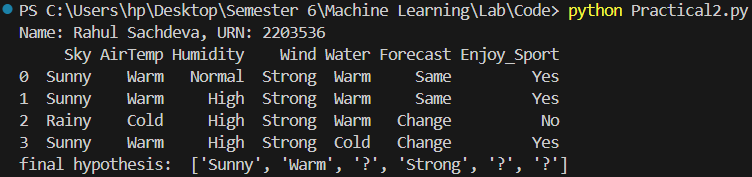 PS C:\Users\hp\Desktop\Semester 6\Machine Learning\Lab\Code> python Practical2.py
Name: Rahul Sachdeva, URN: 2203536
Sky AirTemp Humidity Wind Water Forecast Enjoy_Sport
0 Sunny Warm Normal Strong Warm Same Yes
1 Sunny Warm High Strong Warm Same Yes
2 Rainy Cold High Strong Warm Change No
3 Sunny Warm High Strong Cold Change Yes
final hypothesis: ['Sunny', 'Warm', '?', 'Strong', '?', '?']